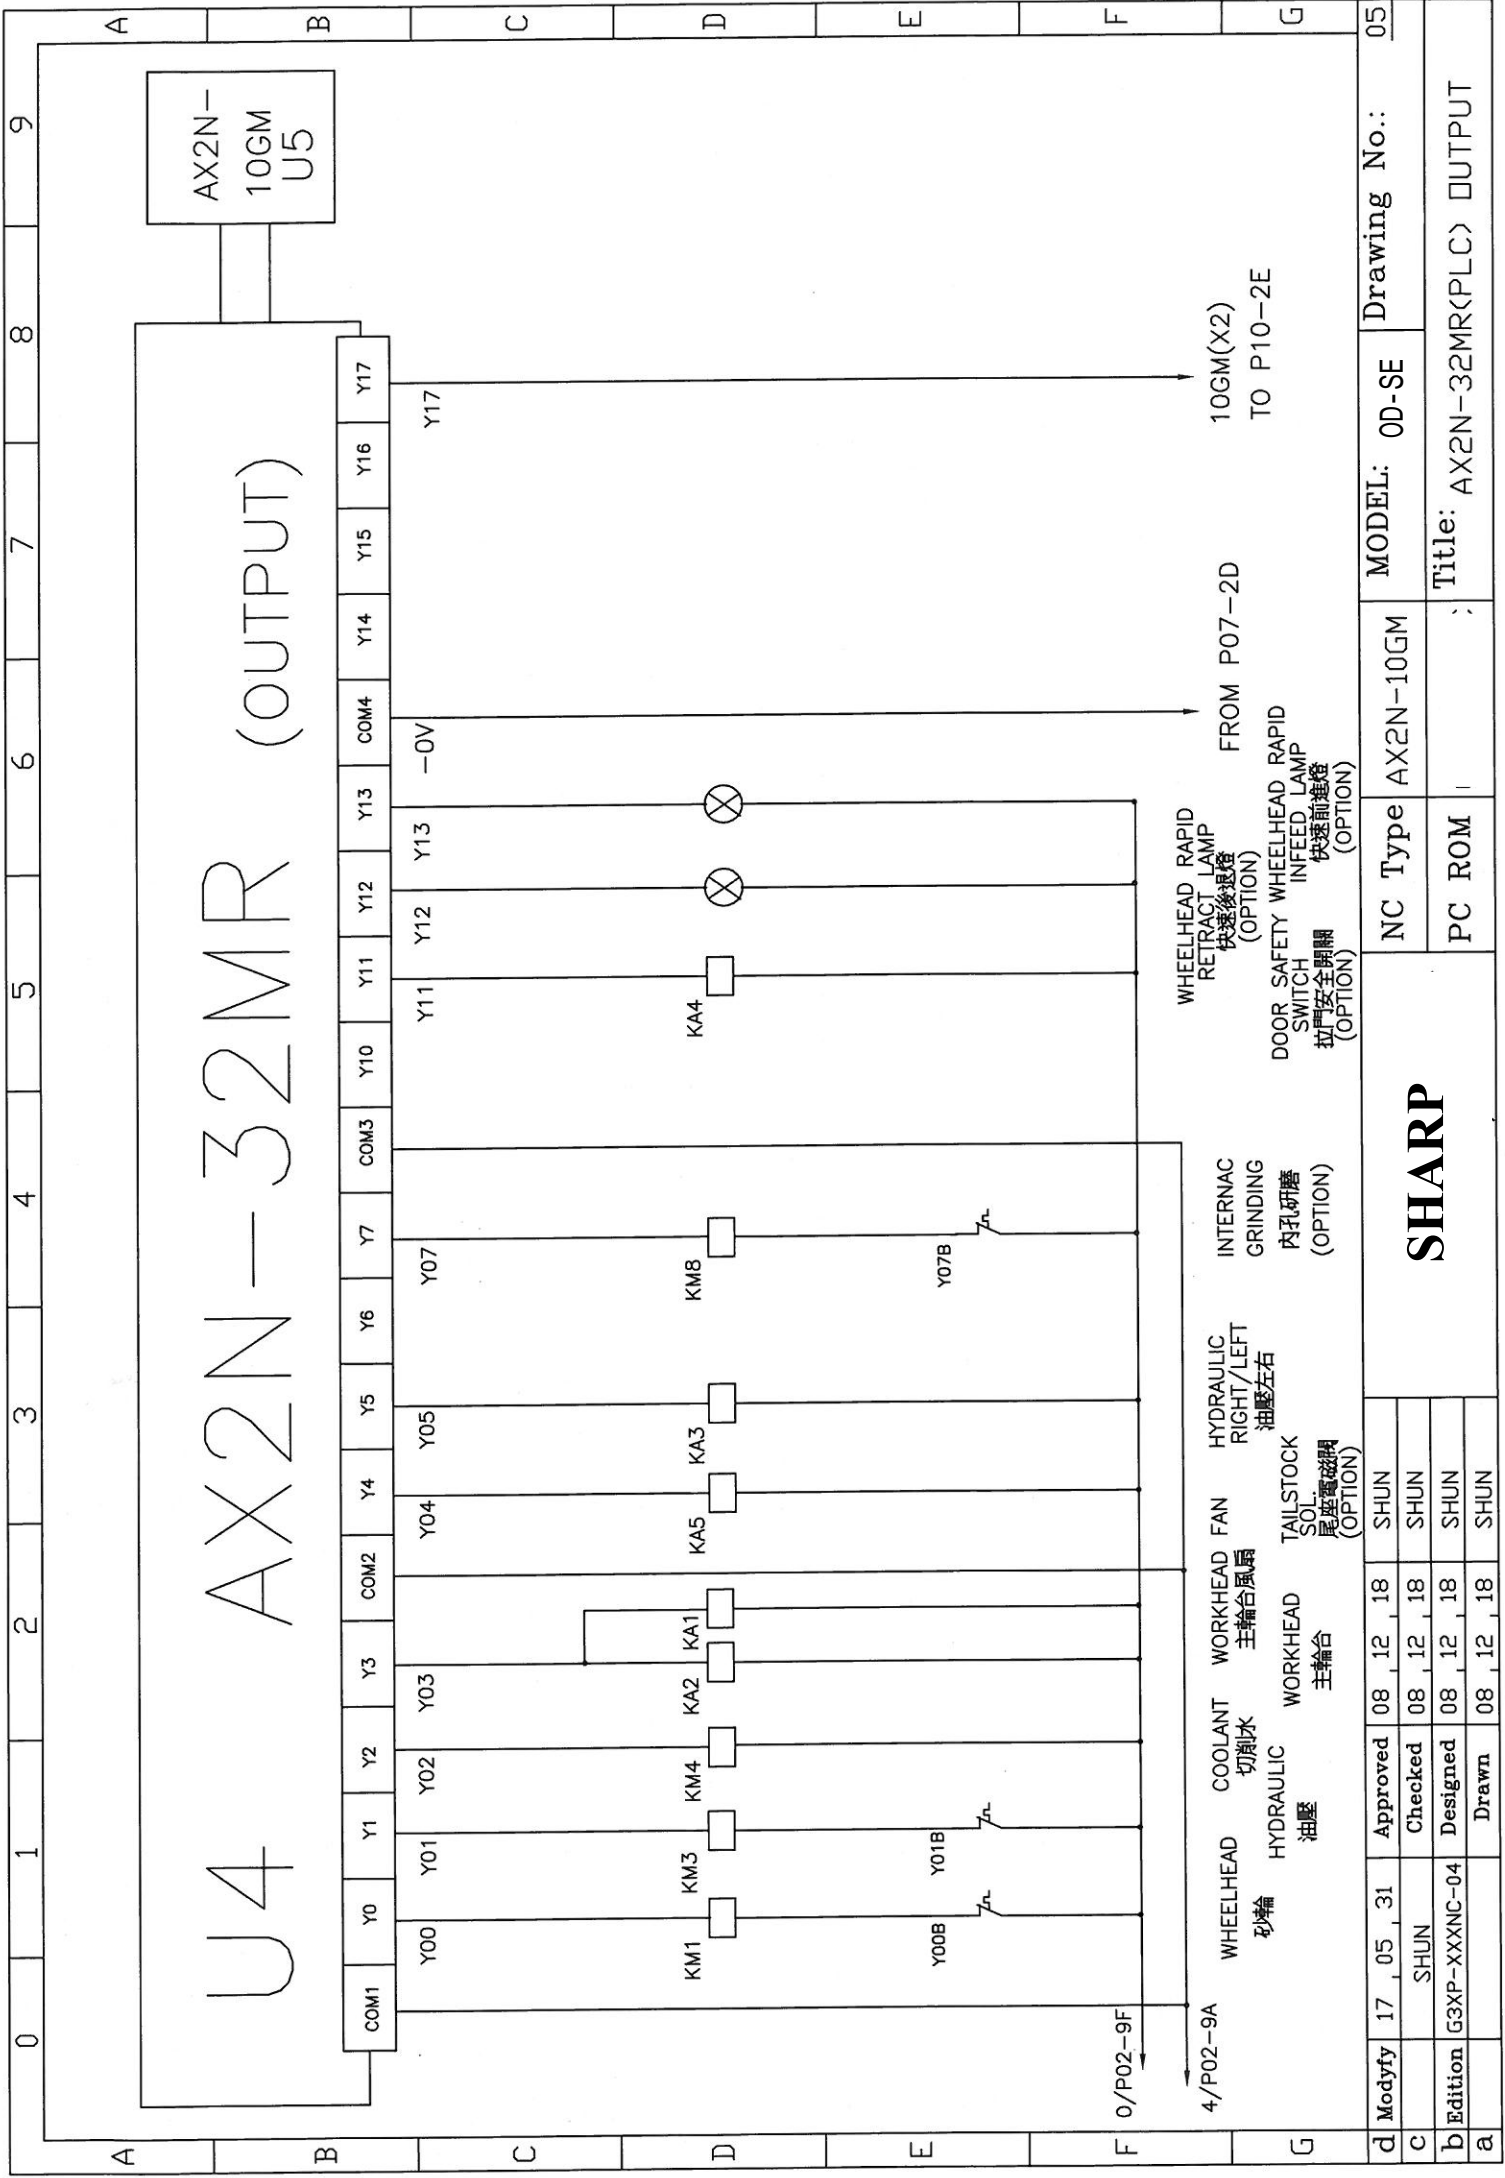 0 1 2 3 4 5 6 7 8 9
A
B
C
D
E
F
G
A
B
C
D
E
F
G
U4 AX2N-32MR (OUTPUT)
AX2N-
10GM
U5
COM1 Y0 Y1 Y2 Y3 COM2 Y4 Y5 Y6 Y7 COM3 Y10 Y11 Y12 Y13 COM4 Y14 Y15 Y16 Y17
Y00 Y01 Y02 Y03 Y04 Y05 Y07 Y11 Y12 Y13 -0V Y17
KM1 KM3 KM4 KA2 KA1 KA5 KA3 KM8 KA4
Y00B Y01B Y07B
0/P02-9F
4/P02-9A
WHEELHEAD
砂輪
HYDRAULIC
油壓
COOLANT
切削水
WORKHEAD
主輪台
WORKHEAD FAN
主輪台風扇
TAILSTOCK
SOL.
尾座電磁閥
(OPTION)
HYDRAULIC
RIGHT/LEFT
油壓左右
INTERNAC
GRINDING
內孔研磨
(OPTION)
DOOR SAFETY
SWITCH
拉門安全開關
(OPTION)
WHEELHEAD RAPID
RETRACT LAMP
快速後退燈
(OPTION)
WHEELHEAD RAPID
INFEED LAMP
快速前進燈
(OPTION)
FROM P07-2D
10GM(X2)
TO P10-2E
d Modyfy 17 , 05 , 31 Approved 08 , 12 , 18 SHUN
c SHUN Checked 08 , 12 , 18 SHUN
b Edition G3XP-XXXNC-04 Designed 08 , 12 , 18 SHUN
a Drawn 08 , 12 , 18 SHUN
SHARP
NC Type AX2N-10GM
PC ROM
MODEL: OD-SE
Drawing No.: 05
Title: AX2N-32MR(PLC) OUTPUT